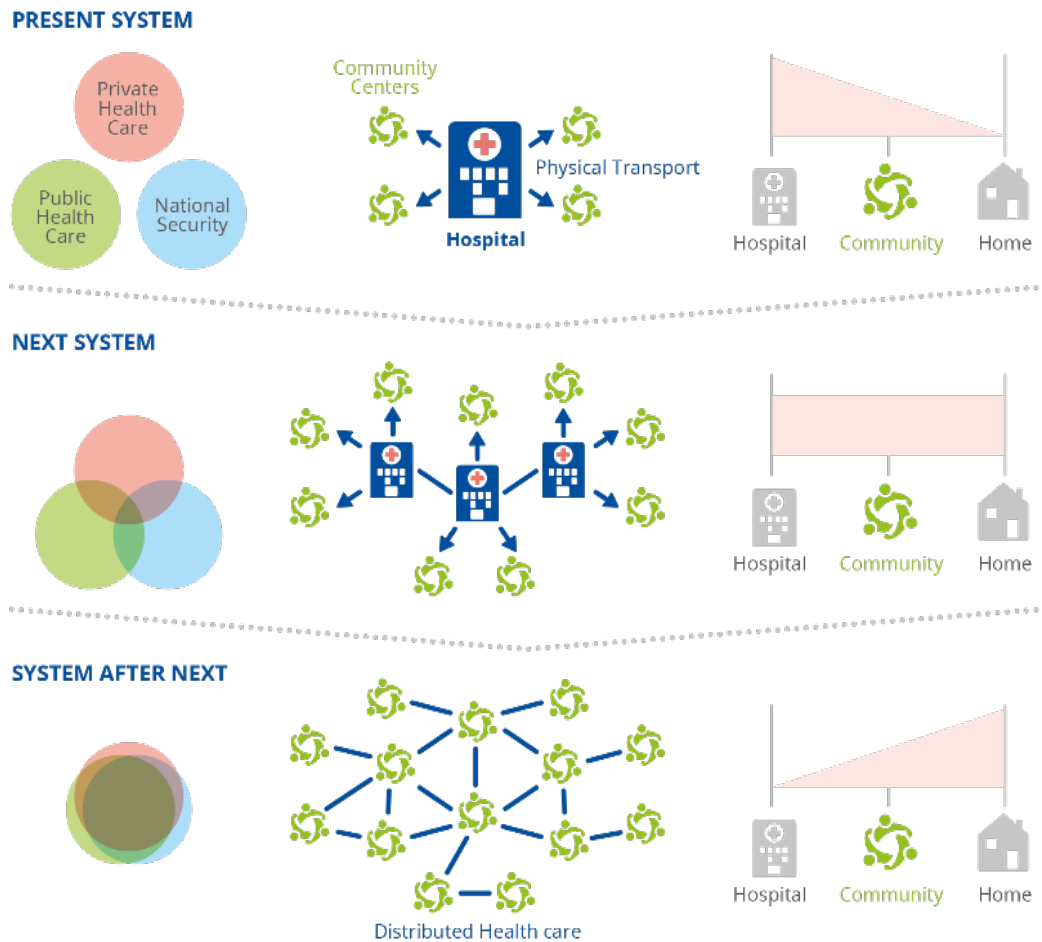 PRESENT SYSTEM
Private
Health
Care
Public
Health
Care
National
Security
Community
Centers
Physical Transport
Hospital
Hospital
Community
Home
NEXT SYSTEM
Hospital
Community
Home
SYSTEM AFTER NEXT
Distributed Health care
Hospital
Community
Home